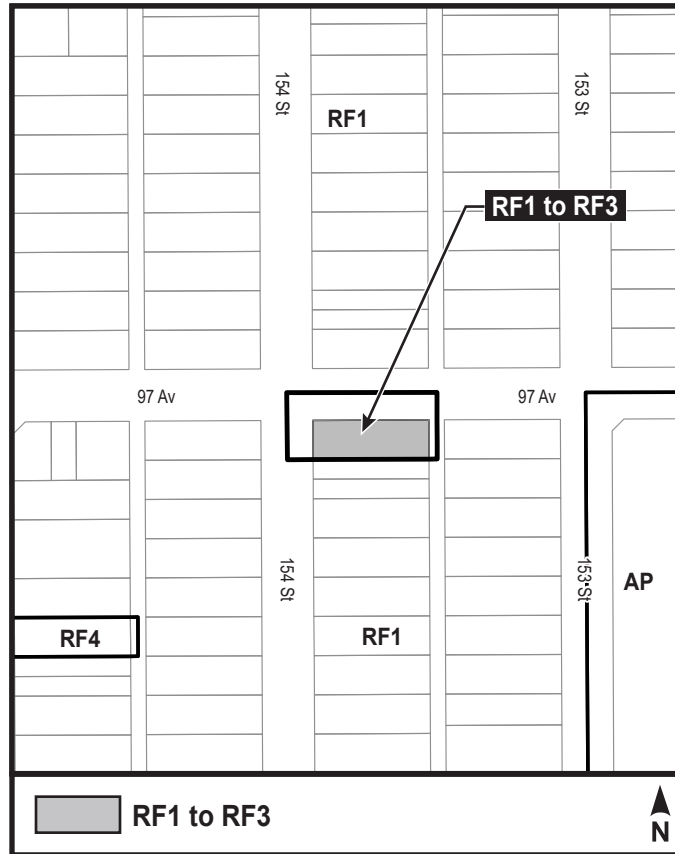 154 St
153 St
RF1
RF1 to RF3
97 Av
97 Av
154 St
153 St
AP
RF4
RF1
RF1 to RF3
N